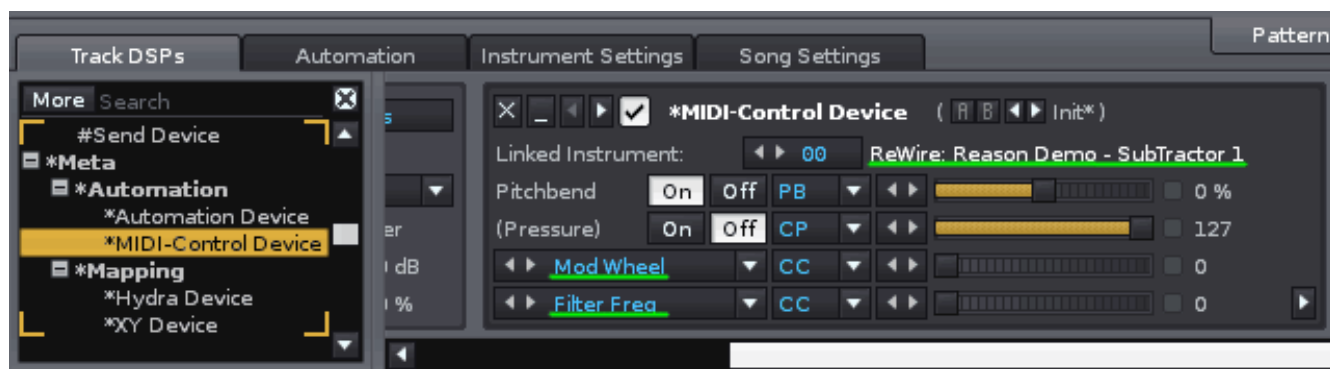 Pattern
Track DSPs Automation Instrument Settings Song Settings
More Search
#Send Device
*Meta
*Automation
*Automation Device
*MIDI-Control Device
*Mapping
*Hydra Device
*XY Device
s
er
dB
%
*MIDI-Control Device ( A B Init* )
Linked Instrument: 00 ReWire: Reason Demo - SubTractor 1
Pitchbend On Off PB 0 %
(Pressure) On Off CP 127
Mod Wheel CC 0
Filter Freq CC 0